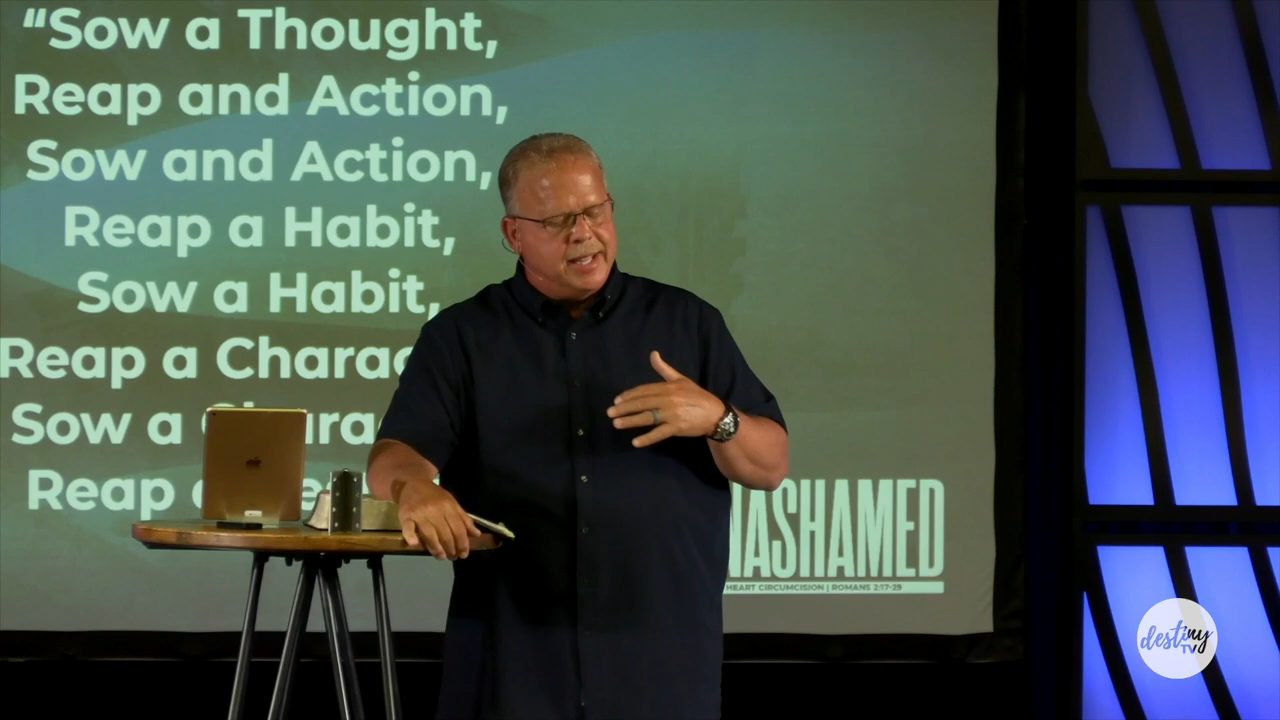 “Sow a Thought,
Reap and Action,
Sow and Action,
Reap a Habit,
Sow a Habit,
Reap a Charac
Sow a
Reap a
NASHAMED
HEART CIRCUMCISION | ROMANS 2:17-29
destiny
TV